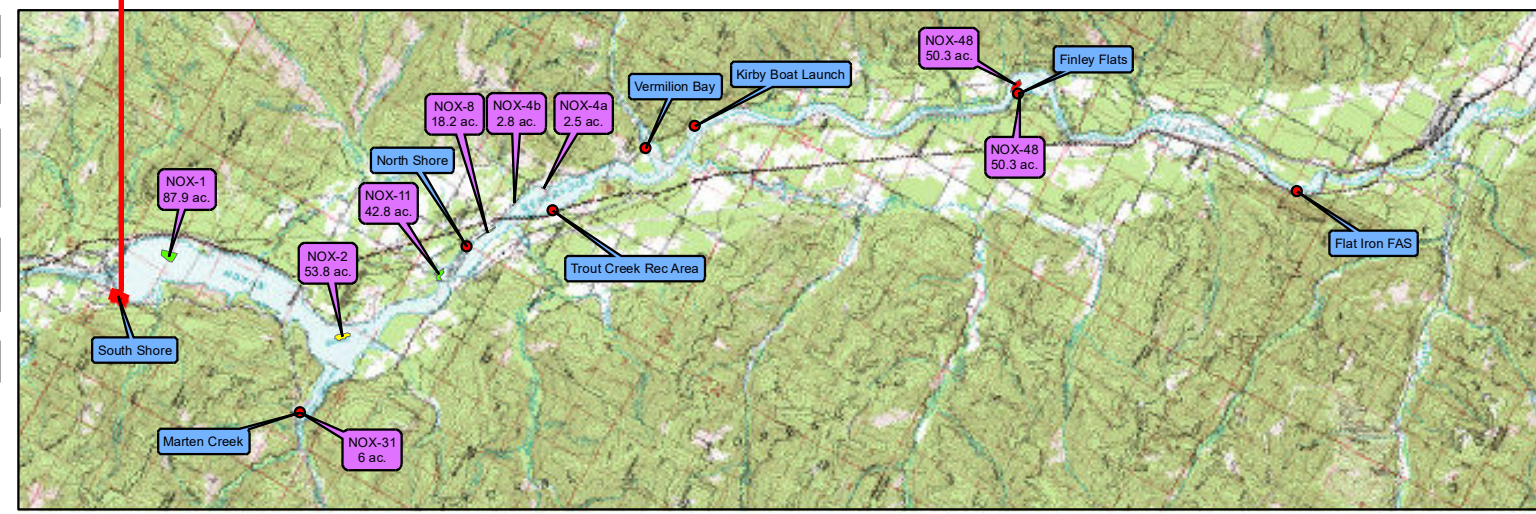 NOX-48
50.3 ac.
Finley Flats
Kirby Boat Launch
Vermilion Bay
NOX-8
18.2 ac.
NOX-4b
2.8 ac.
NOX-4a
2.5 ac.
NOX-48
50.3 ac.
North Shore
NOX-1
87.9 ac.
NOX-11
42.8 ac.
Flat Iron FAS
NOX-2
53.8 ac.
Trout Creek Rec Area
South Shore
Marten Creek
NOX-31
6 ac.